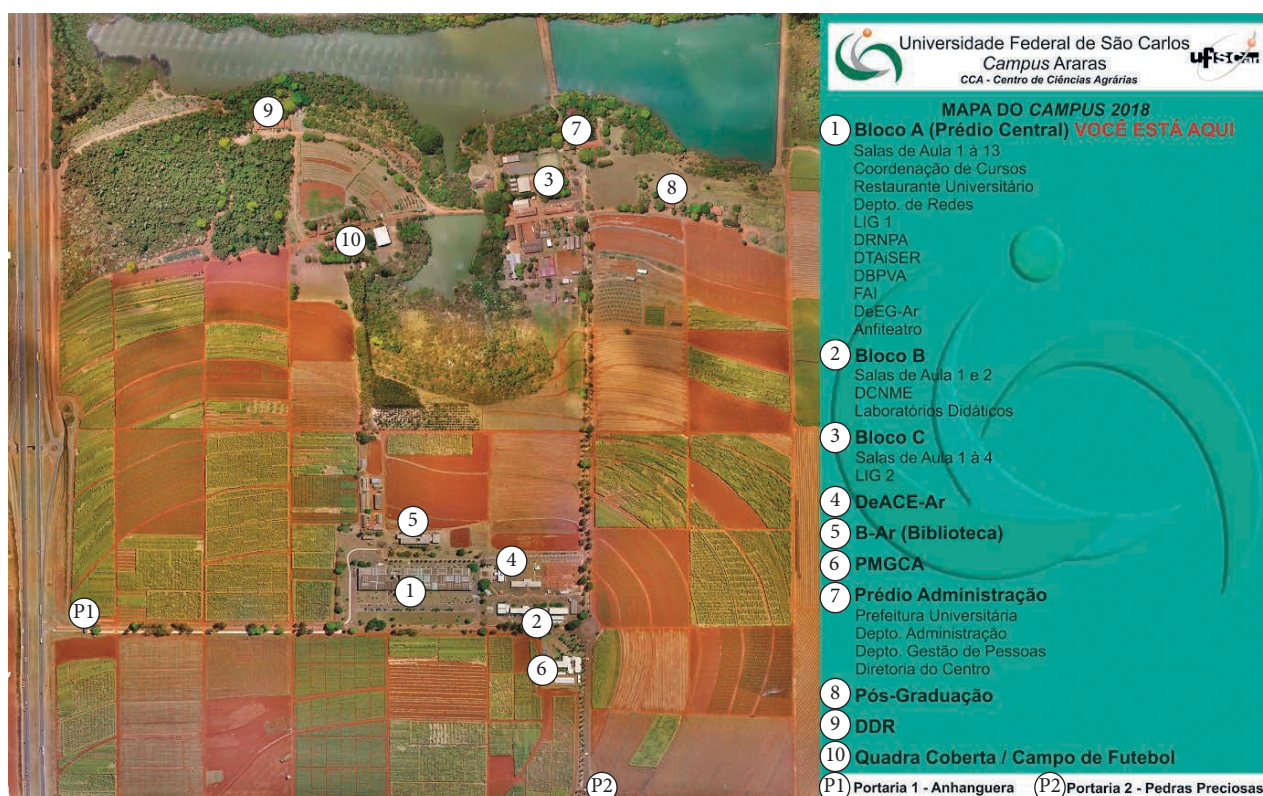 9
7
3
8
10
5
4
1
P1
2
6
P2
Universidade Federal de São Carlos
Campus Araras
CCA - Centro de Ciências Agrárias
ufscar
MAPA DO CAMPUS 2018
1 Bloco A (Prédio Central) VOCÊ ESTÁ AQUI
Salas de Aula 1 à 13
Coordenação de Cursos
Restaurante Universitário
Depto. de Redes
LIG 1
DRNPA
DTAiSER
DBPVA
FAI
DeEG-Ar
Anfiteatro
2 Bloco B
Salas de Aula 1 e 2
DCNME
Laboratórios Didáticos
3 Bloco C
Salas de Aula 1 à 4
LIG 2
4 DeACE-Ar
5 B-Ar (Biblioteca)
6 PMGCA
7 Prédio Administração
Prefeitura Universitária
Depto. Administração
Depto. Gestão de Pessoas
Diretoria do Centro
8 Pós-Graduação
9 DDR
10 Quadra Coberta / Campo de Futebol
P1 Portaria 1 - Anhanguera P2 Portaria 2 - Pedras Preciosas